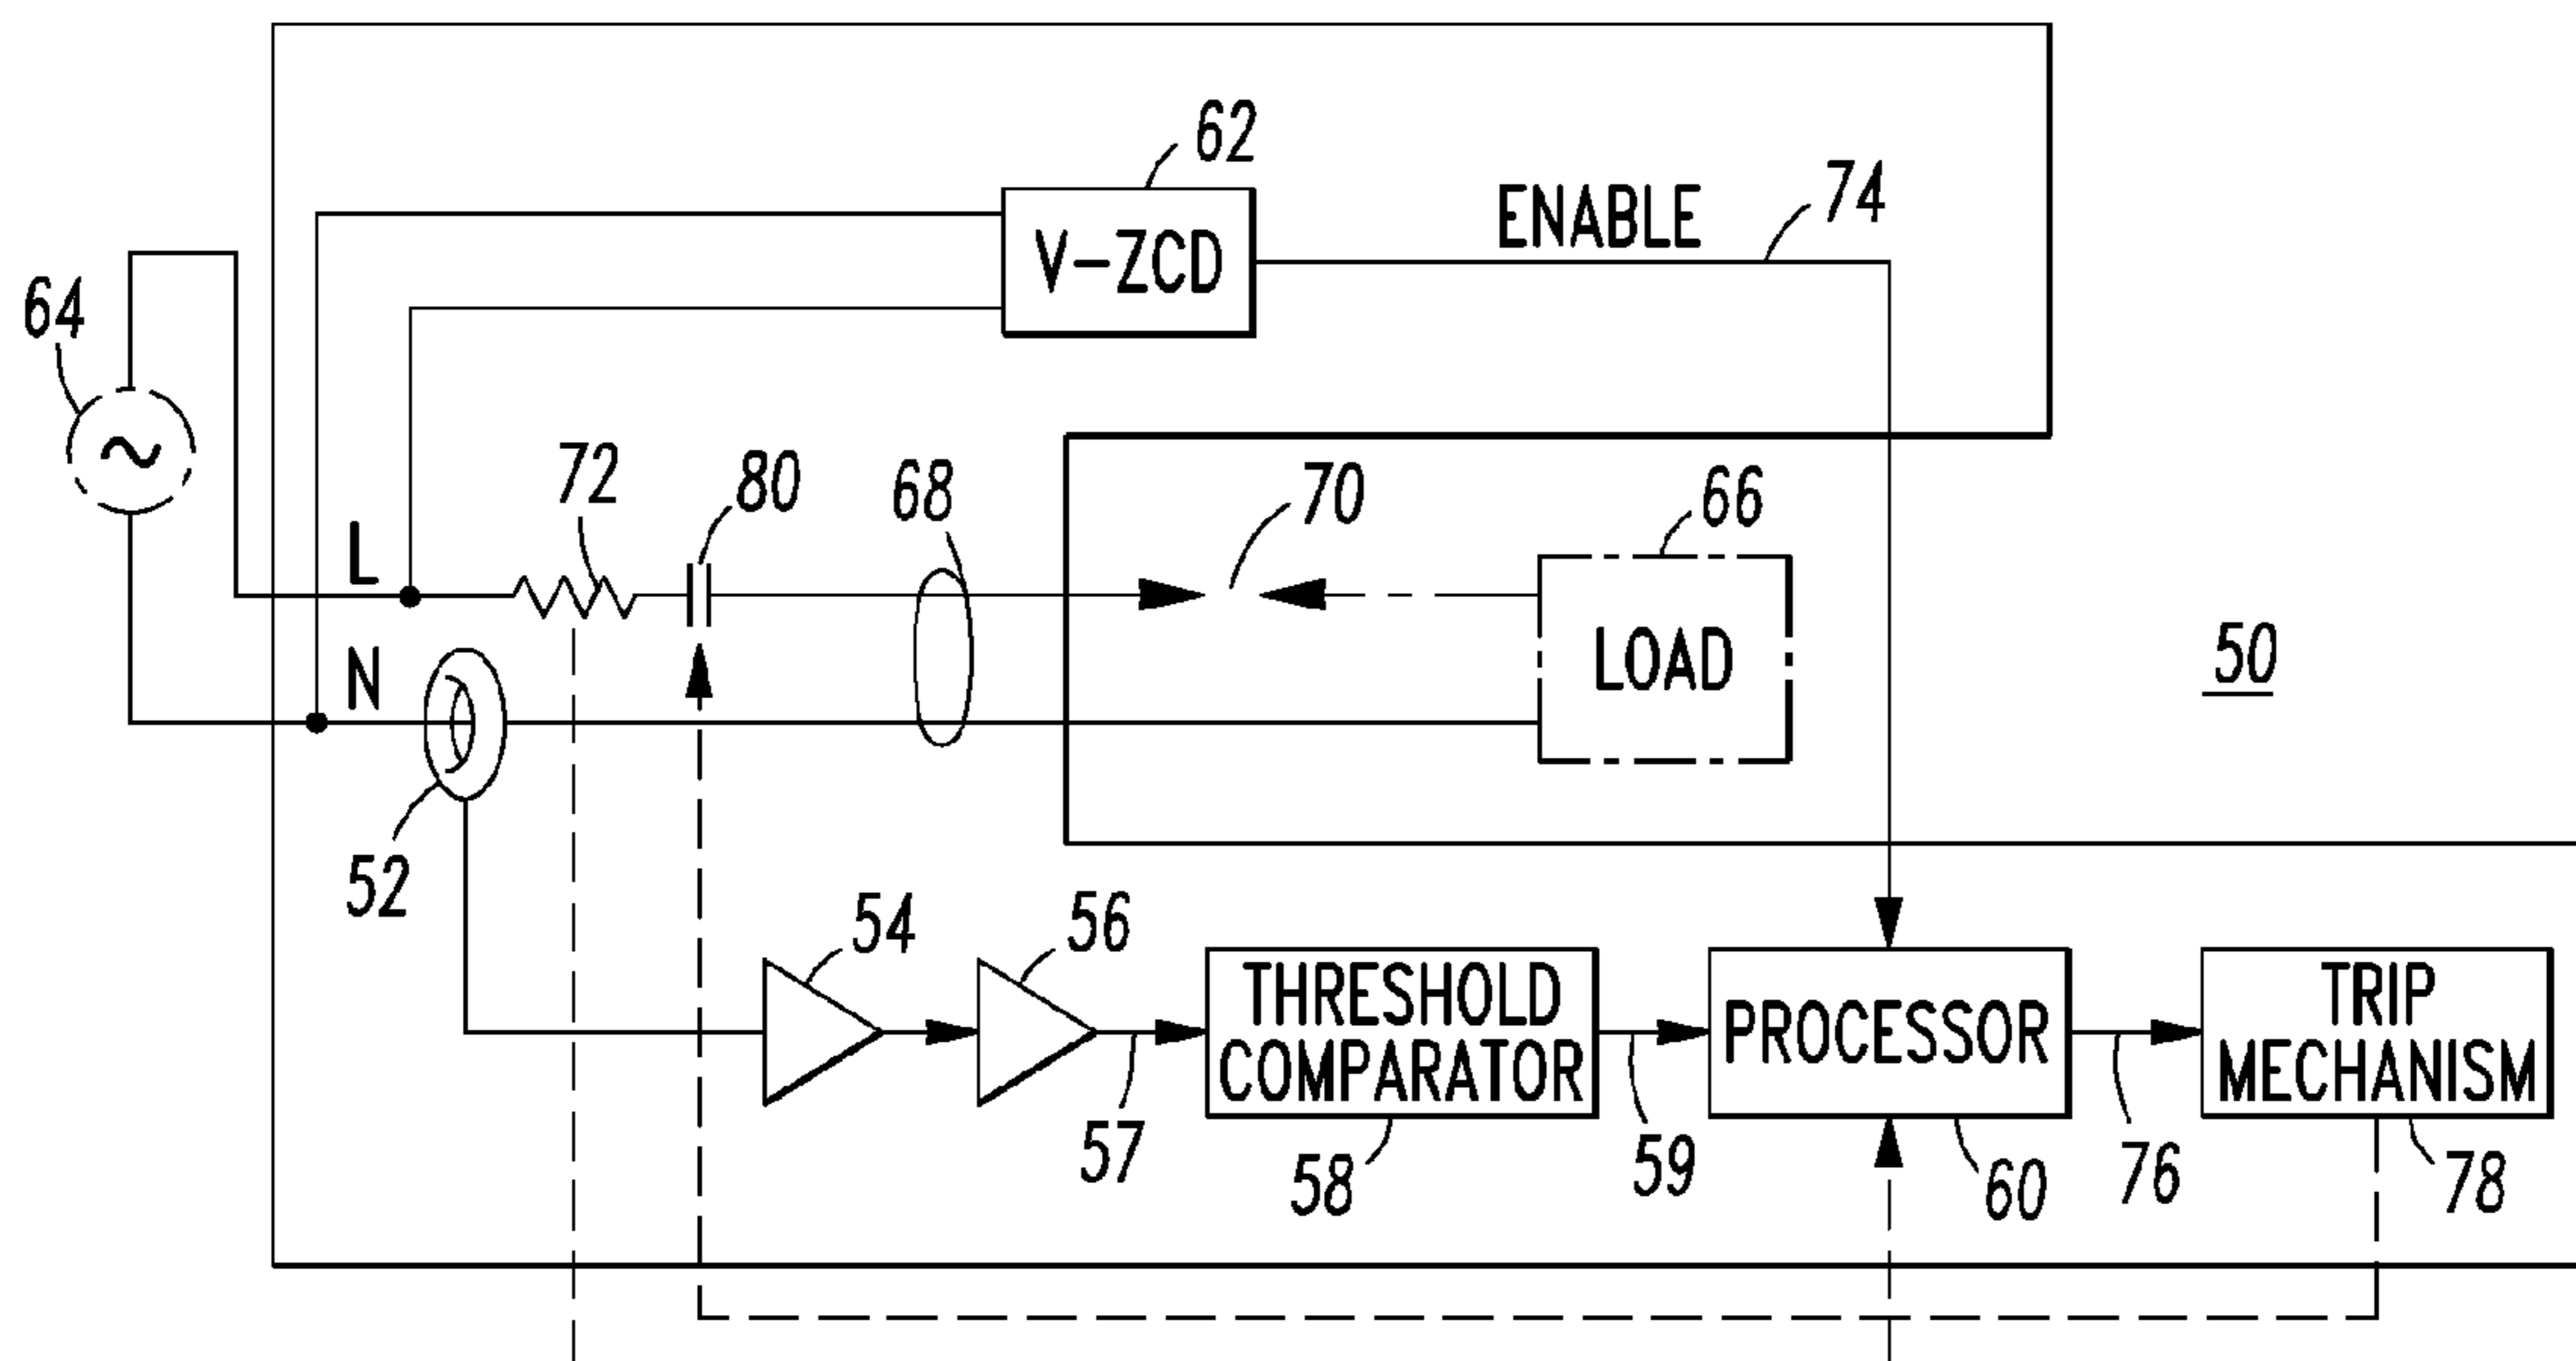 62
V-ZCD
ENABLE
74
64
72
80
68
70
66
L
N
LOAD
50
52
54
56
THRESHOLD
COMPARATOR
PROCESSOR
TRIP
MECHANISM
57
58
59
60
76
78